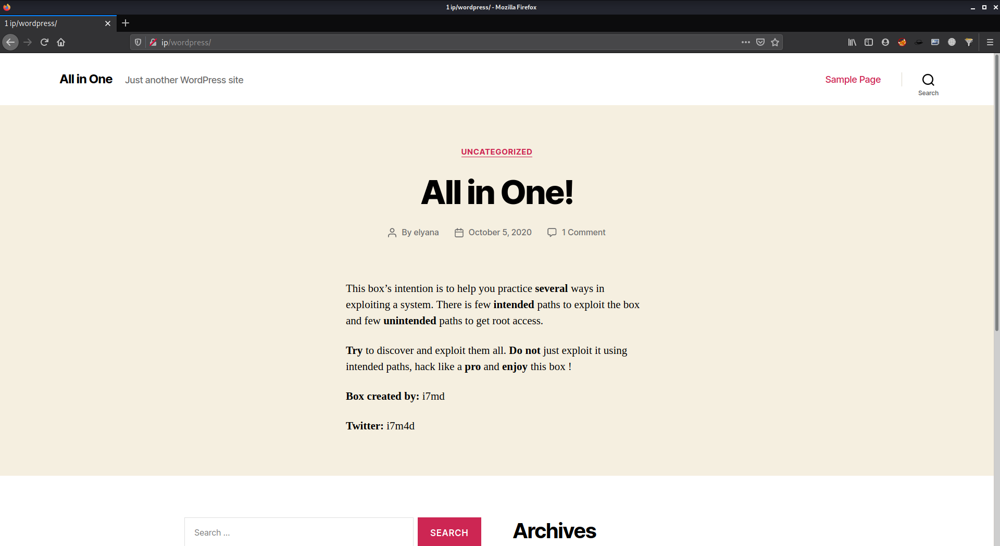 1 ip/wordpress/ - Mozilla Firefox
1 ip/wordpress/
ip/wordpress/
All in One
Just another WordPress site
Sample Page
Search
UNCATEGORIZED
All in One!
By elyana
October 5, 2020
1 Comment
This box’s intention is to help you practice several ways in
exploiting a system. There is few intended paths to exploit the box
and few unintended paths to get root access.
Try to discover and exploit them all. Do not just exploit it using
intended paths, hack like a pro and enjoy this box !
Box created by: i7md
Twitter: i7m4d
Search …
SEARCH
Archives